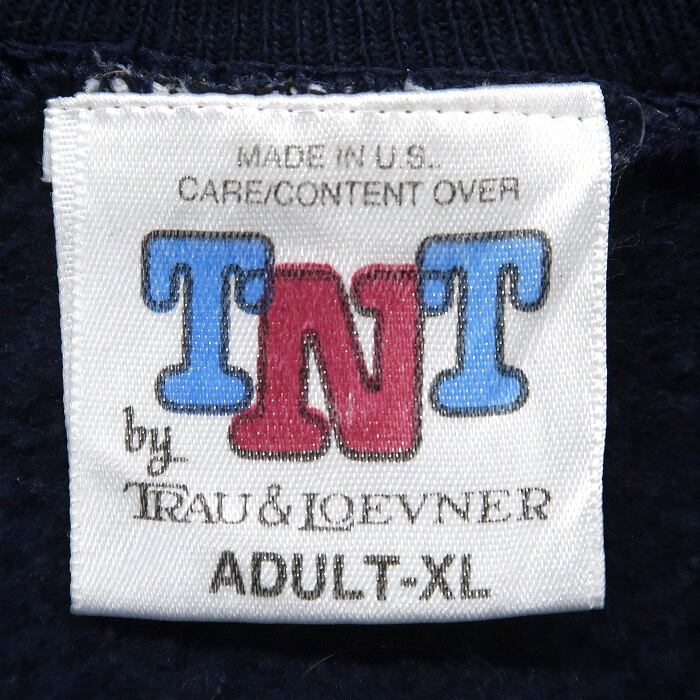 MADE IN U.S..
CARE/CONTENT OVER
TNT
by
TRAU & LOEVNER
ADULT-XL